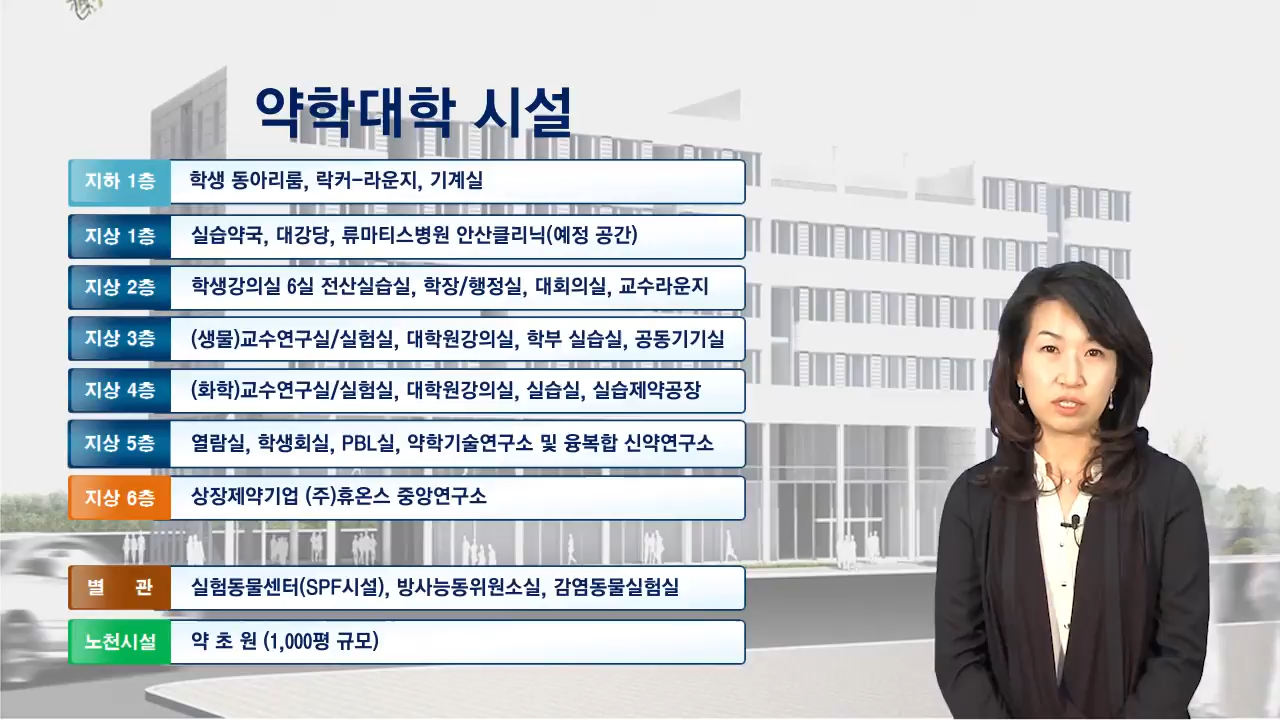 약학대학 시설
지하 1층 학생 동아리룸, 락커-라운지, 기계실
지상 1층 실습약국, 대강당, 류마티스병원 안산클리닉(예정 공간)
지상 2층 학생강의실 6실 전산실습실, 학장/행정실, 대회의실, 교수라운지
지상 3층 (생물)교수연구실/실험실, 대학원강의실, 학부 실습실, 공동기기실
지상 4층 (화학)교수연구실/실험실, 대학원강의실, 실습실, 실습제약공장
지상 5층 열람실, 학생회실, PBL실, 약학기술연구소 및 융복합 신약연구소
지상 6층 상장제약기업 (주)휴온스 중앙연구소
별 관 실험동물센터(SPF시설), 방사능동위원소실, 감염동물실험실
노천시설 약 초 원 (1,000평 규모)